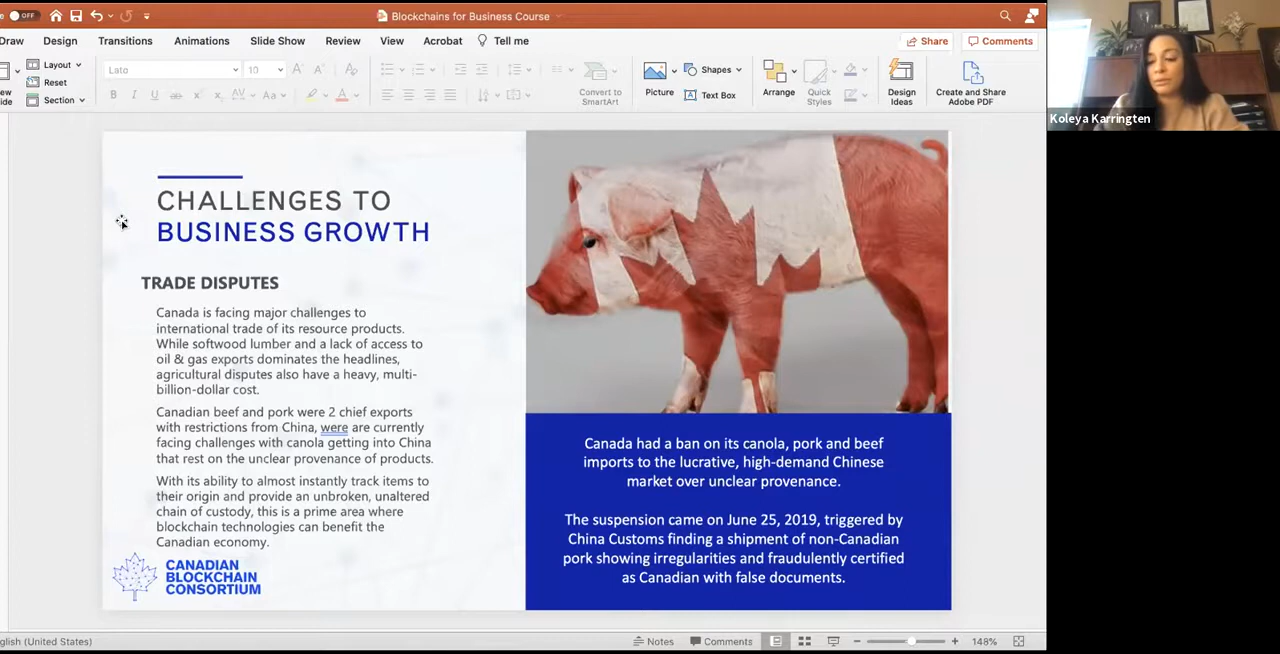 e OFF
Blockchains for Business Course
Draw Design Transitions Animations Slide Show Review View Acrobat Tell me
Share Comments
Layout
Reset
Section
Lato 10
Convert to
SmartArt
Picture
Shapes
Text Box
Arrange
Quick
Styles
Design
Ideas
Create and Share
Adobe PDF
Koleya Karringten
CHALLENGES TO
BUSINESS GROWTH
TRADE DISPUTES
Canada is facing major challenges to
international trade of its resource products.
While softwood lumber and a lack of access to
oil & gas exports dominates the headlines,
agricultural disputes also have a heavy, multi-
billion-dollar cost.
Canadian beef and pork were 2 chief exports
with restrictions from China, were are currently
facing challenges with canola getting into China
that rest on the unclear provenance of products.
With its ability to almost instantly track items to
their origin and provide an unbroken, unaltered
chain of custody, this is a prime area where
blockchain technologies can benefit the
Canadian economy.
CANADIAN
BLOCKCHAIN
CONSORTIUM
Canada had a ban on its canola, pork and beef
imports to the lucrative, high-demand Chinese
market over unclear provenance.
The suspension came on June 25, 2019, triggered by
China Customs finding a shipment of non-Canadian
pork showing irregularities and fraudulently certified
as Canadian with false documents.
glish (United States)
Notes Comments 148%